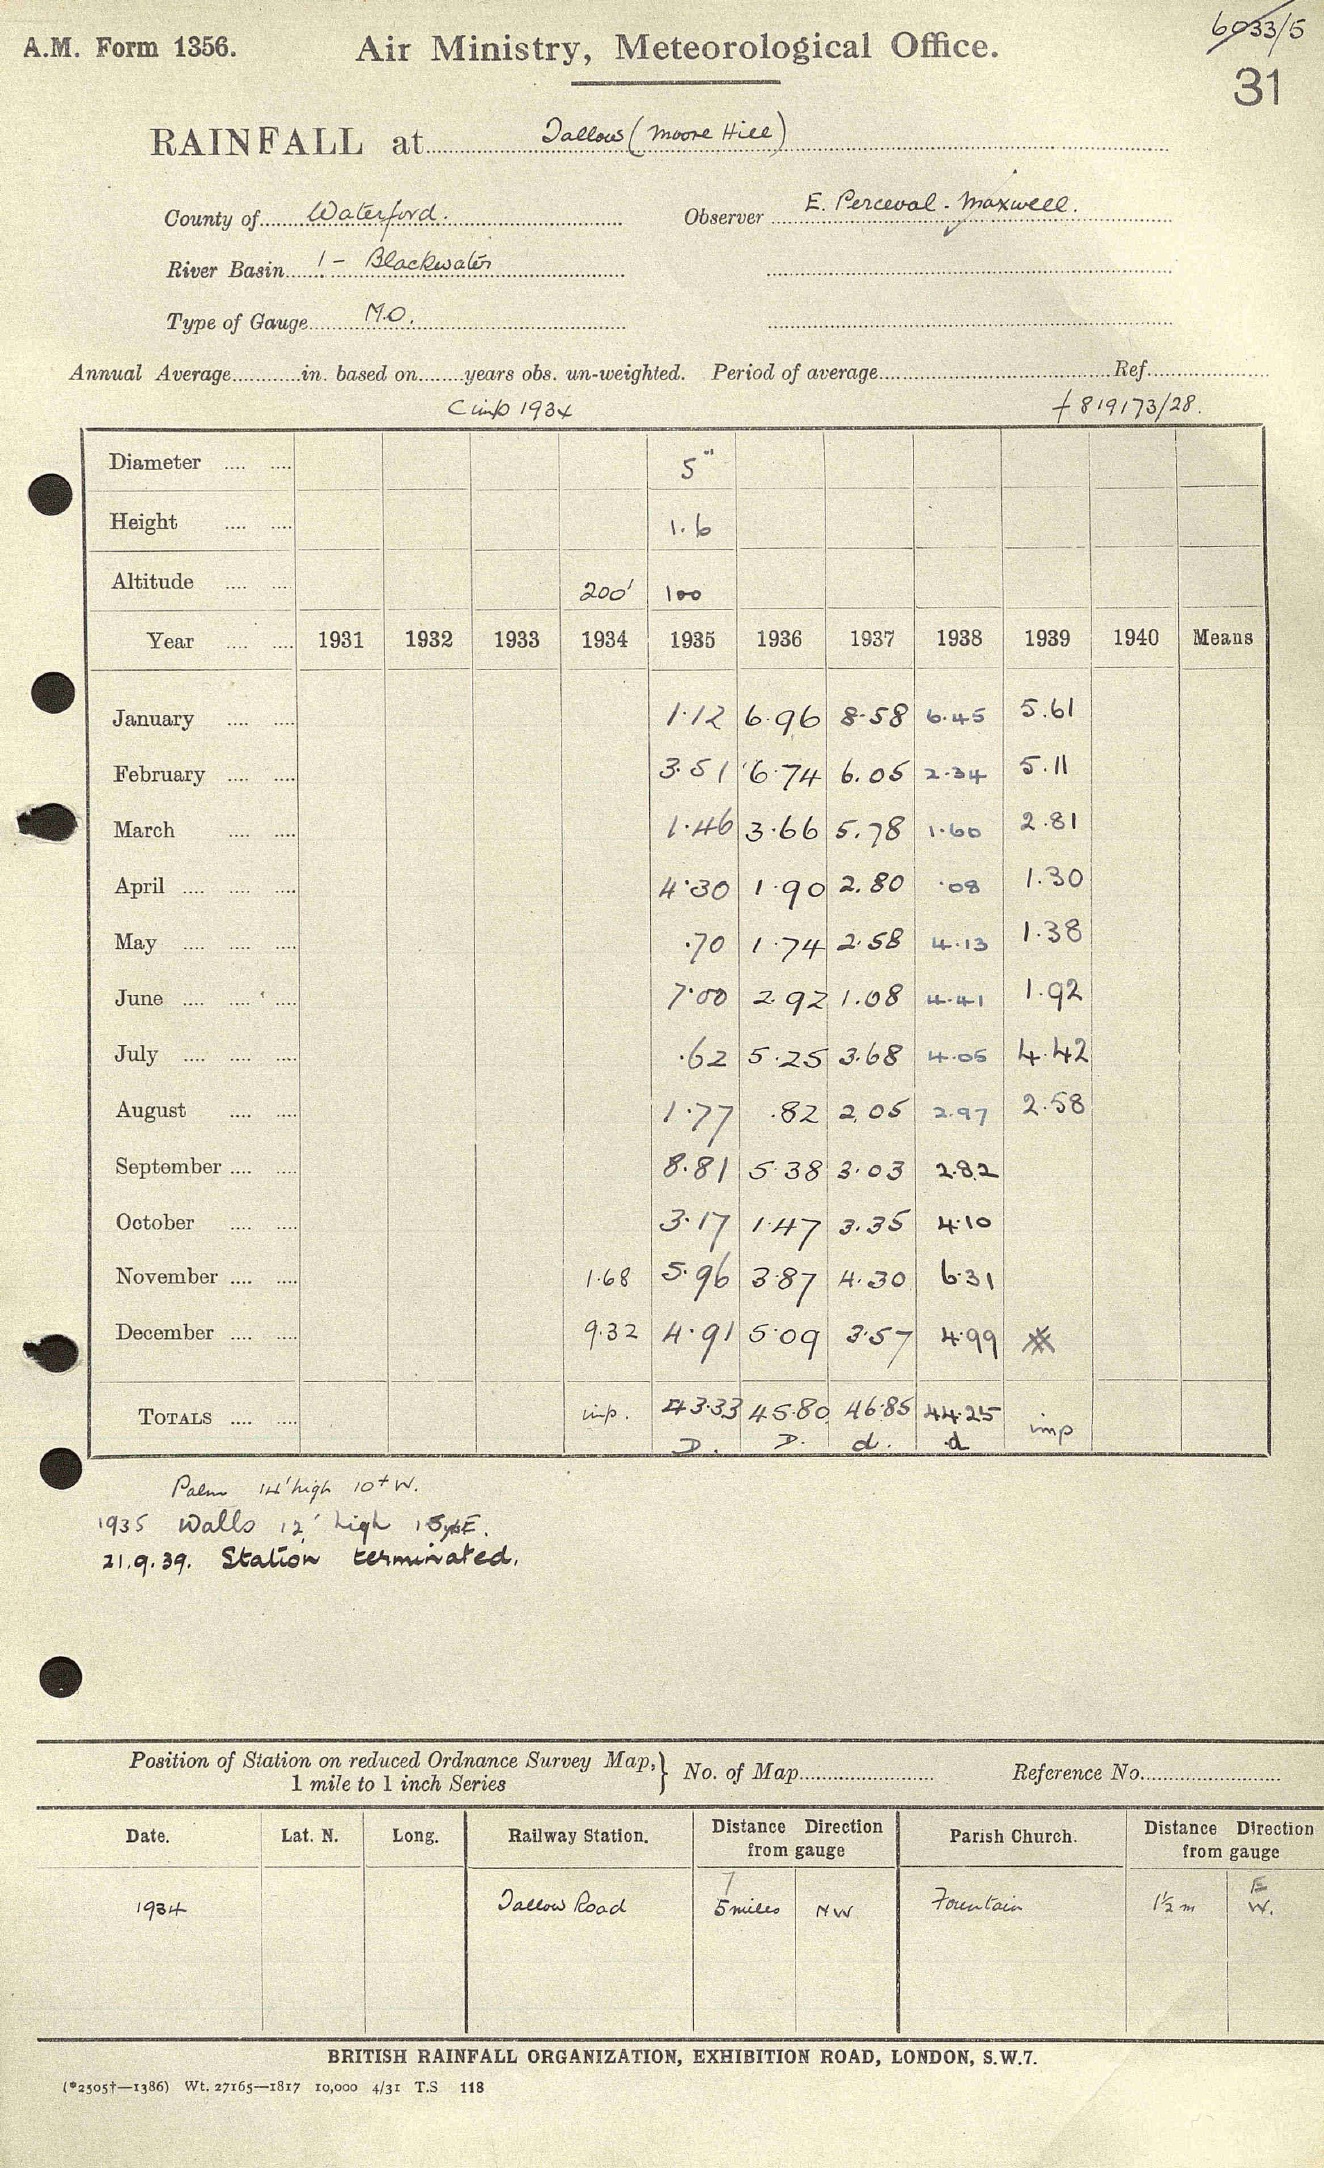 A.M. Form 1356. Air Ministry, Meteorological Office. 6033/5
31
RAINFALL at Tallow (Moore Hill)
County of Waterford. Observer E. Perceval-Maxwell.
River Basin 1 - Blackwater
Type of Gauge M.O.
Annual Average in. based on years obs. un-weighted. Period of average Ref.
C imp 1934 f 819173/28.
Diameter 5"
Height 1.6
Altitude 200' 100
Year 1931 1932 1933 1934 1935 1936 1937 1938 1939 1940 Means
January 1.12 6.96 8.58 6.45 5.61
February 3.51 6.74 6.05 2.34 5.11
March 1.46 3.66 5.78 1.60 2.81
April 4.30 1.90 2.80 .08 1.30
May .70 1.74 2.58 4.13 1.38
June 7.00 2.92 1.08 4.41 1.92
July .62 5.25 3.68 4.05 4.42
August 1.77 .82 2.05 2.97 2.58
September 8.81 5.38 3.03 2.82
October 3.17 1.47 3.35 4.10
November 1.68 5.96 3.87 4.30 6.31
December 9.32 4.91 5.09 3.57 4.99
Totals imp. 43.33 45.80 46.85 44.25 imp
D. D. d. d
Palm 14' high 10+ W.
1935 Walls 12' high E.
21.9.39. Station terminated.
Position of Station on reduced Ordnance Survey Map, 1 mile to 1 inch Series } No. of Map Reference No.
Date. Lat. N. Long. Railway Station. Distance Direction from gauge Parish Church. Distance Direction from gauge
7 E
1934 Tallow Road 5 miles NW Fountain 1½ m W.
BRITISH RAINFALL ORGANIZATION, EXHIBITION ROAD, LONDON, S.W.7.
(*2505†—1386) Wt. 27165—1817 10,000 4/31 T.S 118